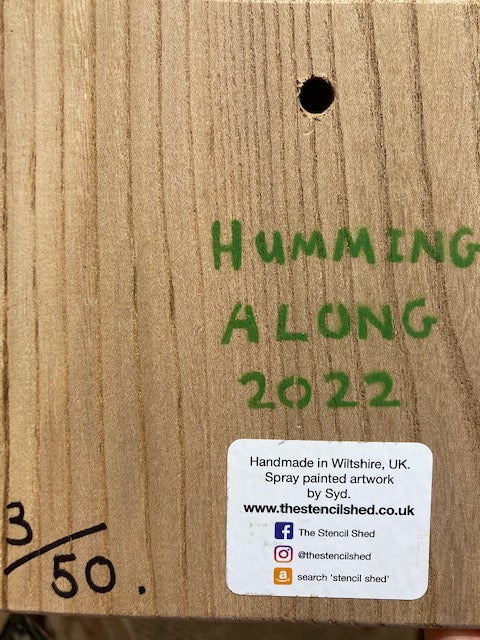 HUMMING
ALONG
2022
Handmade in Wiltshire, UK.
Spray painted artwork
by Syd.
www.thestencilshed.co.uk
The Stencil Shed
@thestencilshed
search 'stencil shed'
3/50.